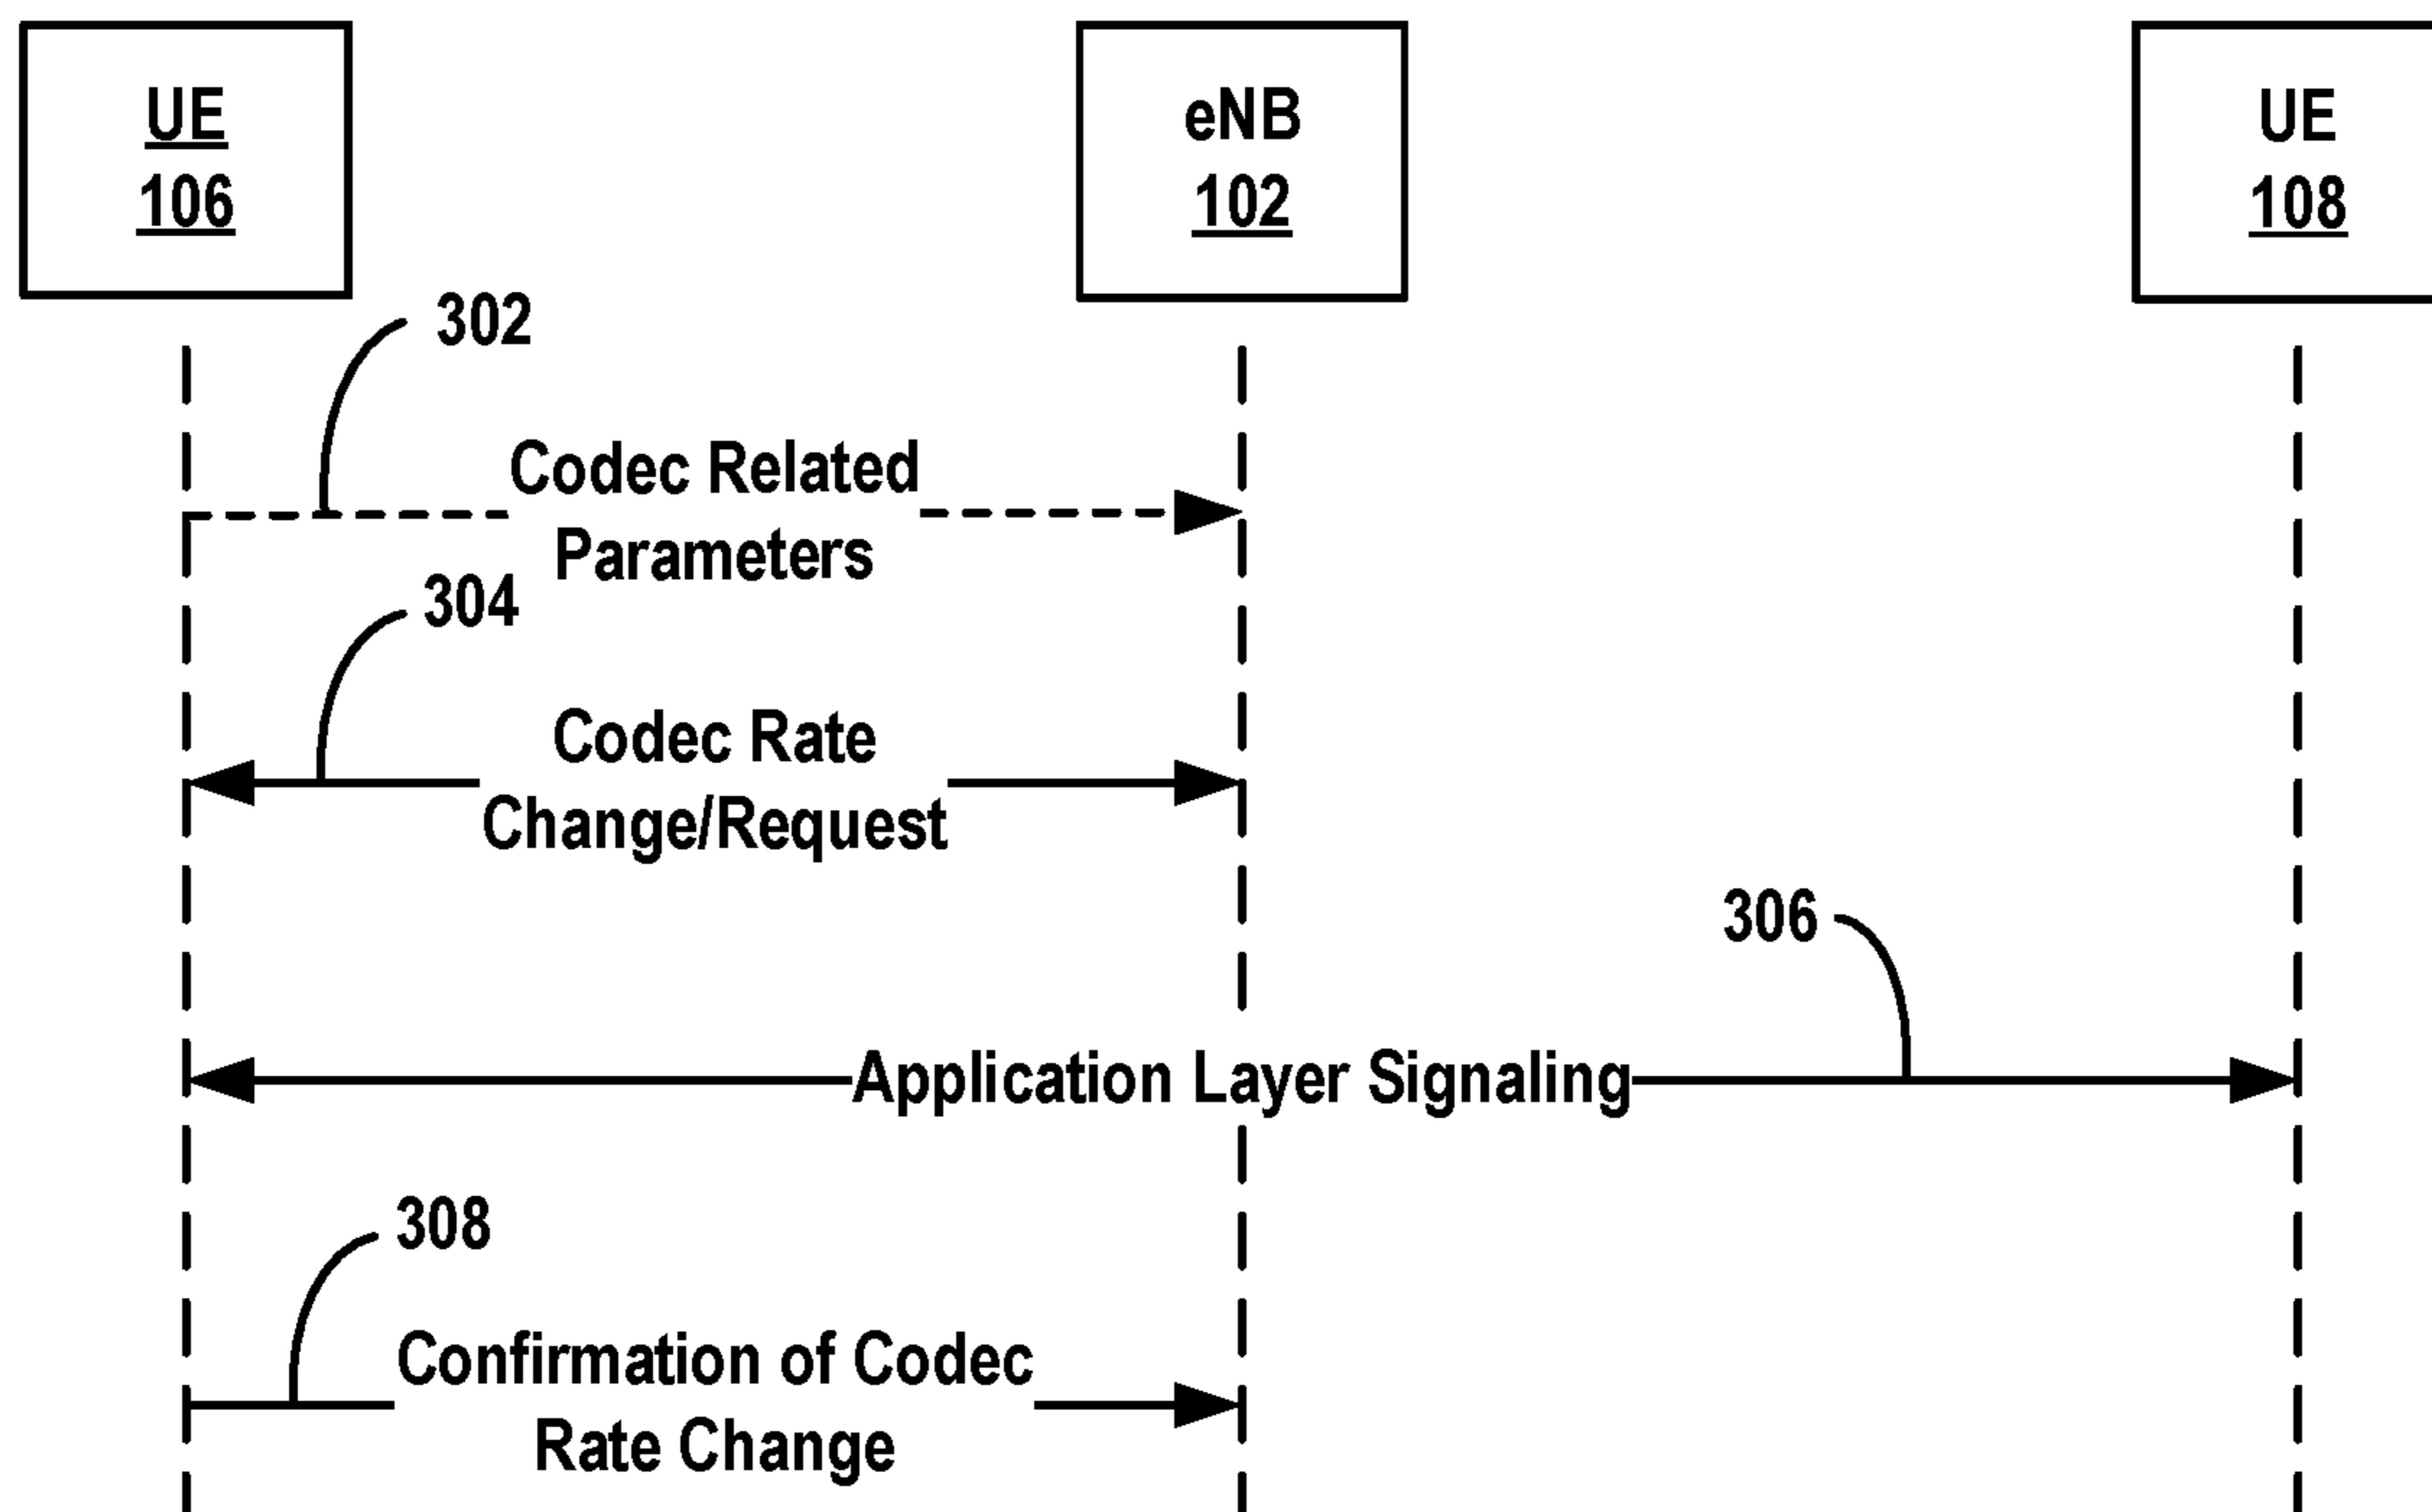 UE
106
eNB
102
UE
108
302
Codec Related
Parameters
304
Codec Rate
Change/Request
306
Application Layer Signaling
308
Confirmation of Codec
Rate Change